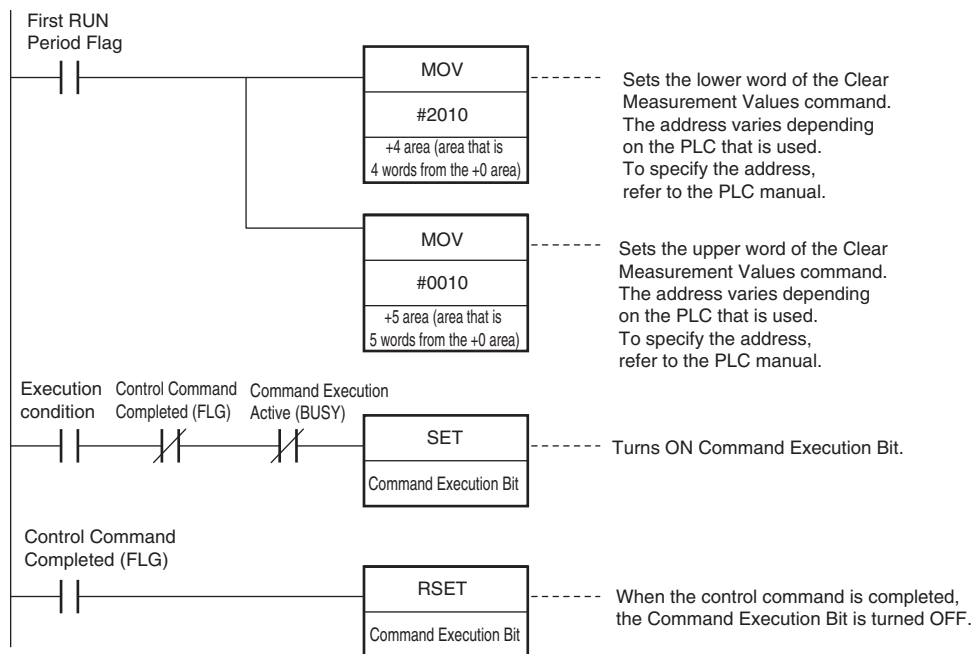 First RUN
Period Flag
MOV
#2010
+4 area (area that is
4 words from the +0 area)
Sets the lower word of the Clear
Measurement Values command.
The address varies depending
on the PLC that is used.
To specify the address,
refer to the PLC manual.
MOV
#0010
+5 area (area that is
5 words from the +0 area)
Sets the upper word of the Clear
Measurement Values command.
The address varies depending
on the PLC that is used.
To specify the address,
refer to the PLC manual.
Execution
condition
Control Command
Completed (FLG)
Command Execution
Active (BUSY)
SET
Command Execution Bit
Turns ON Command Execution Bit.
Control Command
Completed (FLG)
RSET
Command Execution Bit
When the control command is completed,
the Command Execution Bit is turned OFF.